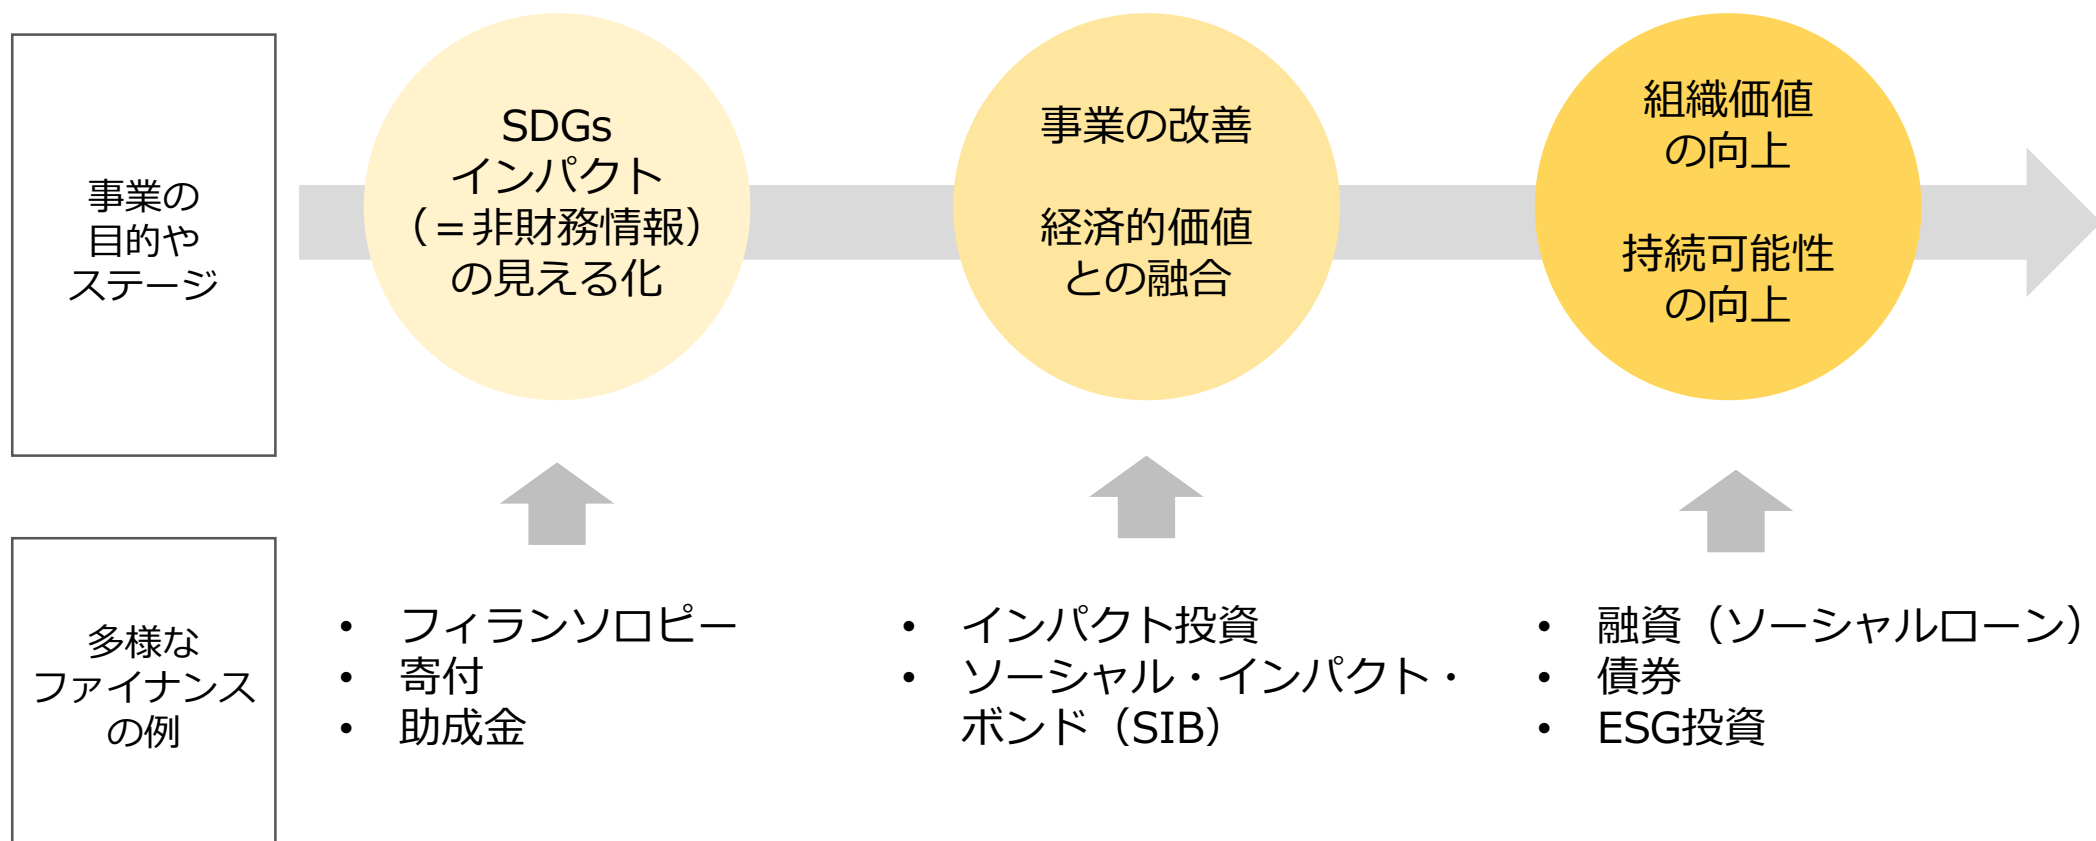 事業の
目的や
ステージ
SDGs
インパクト
（＝非財務情報）
の見える化
事業の改善
経済的価値
との融合
組織価値
の向上
持続可能性
の向上
多様な
ファイナンス
の例
• フィランソロピー
• 寄付
• 助成金
• インパクト投資
• ソーシャル・インパクト・
ボンド（SIB）
• 融資（ソーシャルローン）
• 債券
• ESG投資